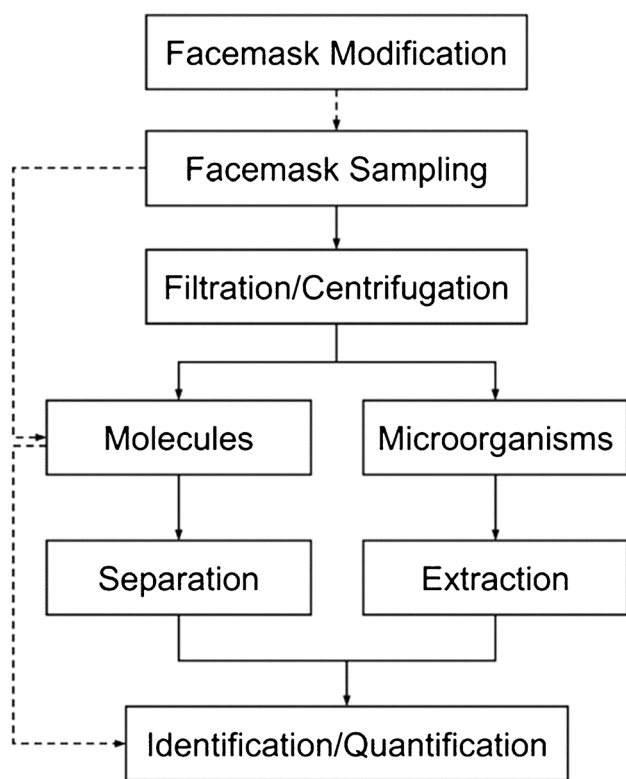 Facemask Modification
Facemask Sampling
Filtration/Centrifugation
Molecules
Microorganisms
Separation
Extraction
Identification/Quantification